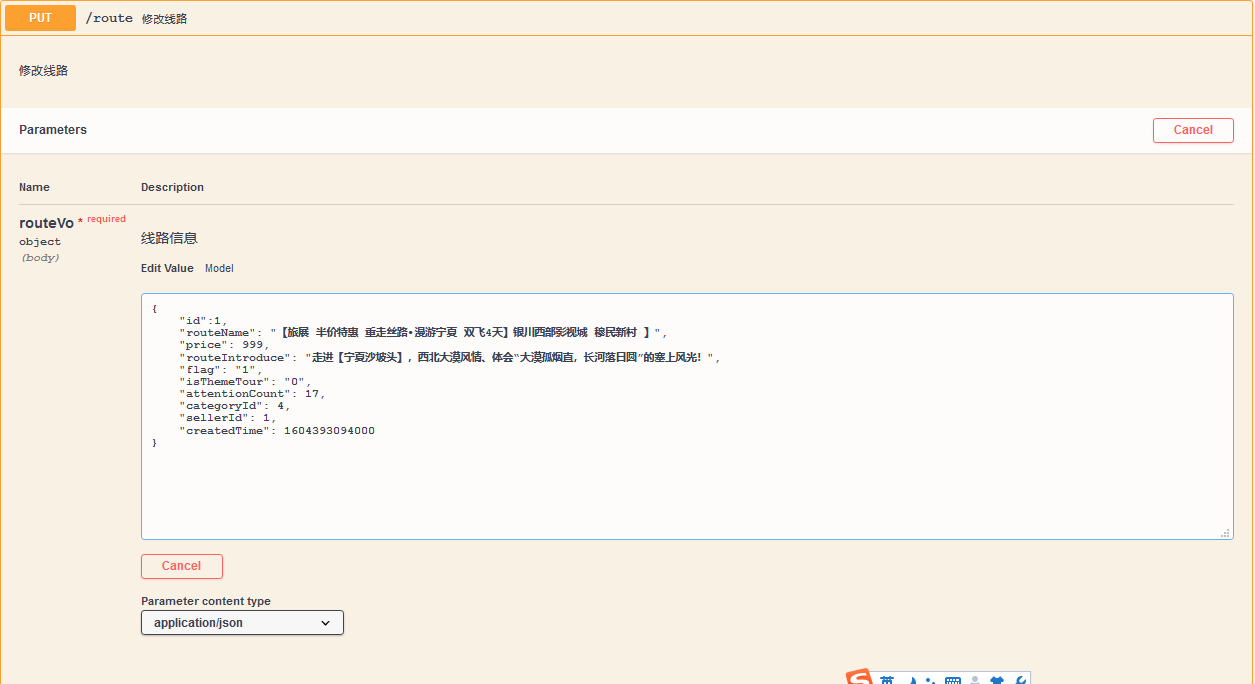 PUT /route 修改线路
修改线路
Parameters Cancel
Name Description
routeVo * required
object
(body)
线路信息
Edit Value Model
{
"id":1,
"routeName": "【旅展 半价特惠 重走丝路•漫游宁夏 双飞4天】银川西部影视城 穆民新村 】",
"price": 999,
"routeIntroduce": "走进【宁夏沙坡头】，西北大漠风情、体会“大漠孤烟直，长河落日圆”的塞上风光！",
"flag": "1",
"isThemeTour": "0",
"attentionCount": 17,
"categoryId": 4,
"sellerId": 1,
"createdTime": 1604393094000
}
Cancel
Parameter content type
application/json
S 英